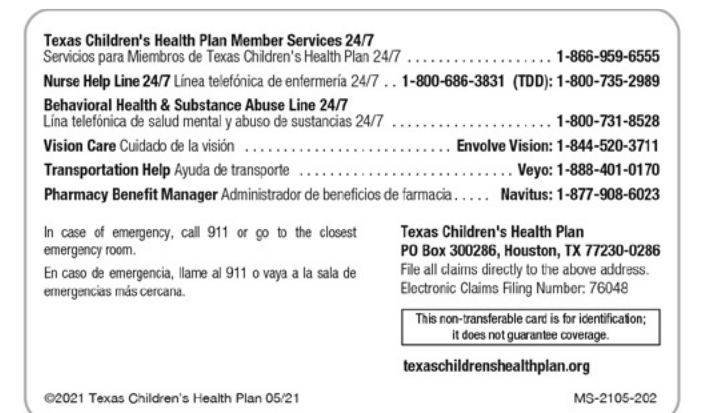 Texas Children's Health Plan Member Services 24/7
Servicios para Miembros de Texas Children's Health Plan 24/7 . . . . . . . . . . . . . . . . . . 1-866-959-6555
Nurse Help Line 24/7 Línea telefónica de enfermería 24/7 . . 1-800-686-3831 (TDD): 1-800-735-2989
Behavioral Health & Substance Abuse Line 24/7
Lína telefónica de salud mental y abuso de sustancias 24/7 . . . . . . . . . . . . . . . . . . . . 1-800-731-8528
Vision Care Cuidado de la visión . . . . . . . . . . . . . . . . . . . . . . . . . . Envolve Vision: 1-844-520-3711
Transportation Help Ayuda de transporte . . . . . . . . . . . . . . . . . . . . . . . . . . . Veyo: 1-888-401-0170
Pharmacy Benefit Manager Administrador de beneficios de farmacia . . . . . Navitus: 1-877-908-6023
In case of emergency, call 911 or go to the closest
emergency room.
En caso de emergencia, llame al 911 o vaya a la sala de
emergencias más cercana.
Texas Children's Health Plan
PO Box 300286, Houston, TX 77230-0286
File all claims directly to the above address.
Electronic Claims Filing Number: 76048
This non-transferable card is for identification;
it does not guarantee coverage.
texaschildrenshealthplan.org
©2021 Texas Children's Health Plan 05/21
MS-2105-202